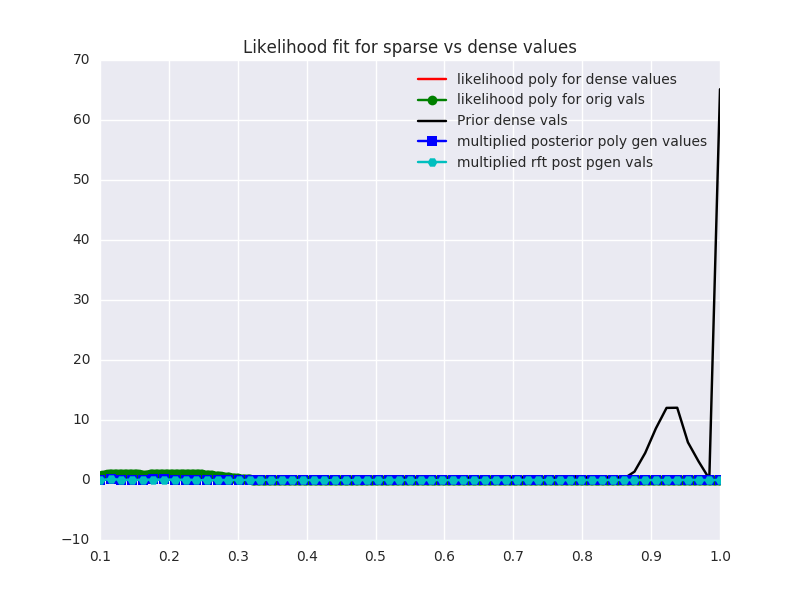 Likelihood fit for sparse vs dense values
70
60
50
40
30
20
10
0
−10
likelihood poly for dense values
likelihood poly for orig vals
Prior dense vals
multiplied posterior poly gen values
multiplied rft post pgen vals
0.1 0.2 0.3 0.4 0.5 0.6 0.7 0.8 0.9 1.0